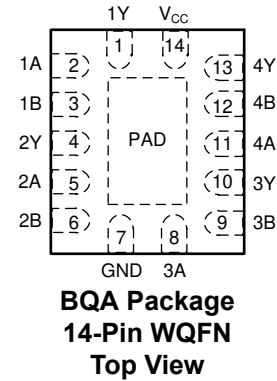 1Y V_CC
1 14
1A 2 13 4Y
1B 3 12 4B
2Y 4 PAD 11 4A
2A 5 10 3Y
2B 6 9 3B
7 8
GND 3A
BQA Package
14-Pin WQFN
Top View